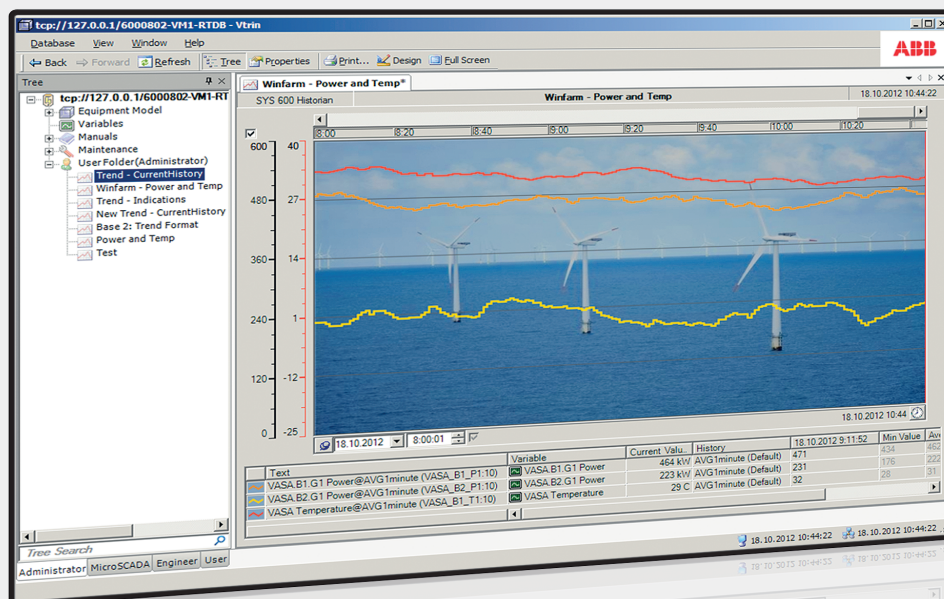 tcp://127.0.0.1/6000802-VM1-RTDB - Vtrin
Database View Window Help
Back Forward Refresh Tree Properties Print... Design Full Screen
ABB
Tree
Winfarm - Power and Temp*
SYS 600 Historian
Winfarm - Power and Temp
18.10.2012 10:44:22
tcp://127.0.0.1/6000802-VM1-RT
Equipment Model
Variables
Manuals
Maintenance
User Folder(Administrator)
Trend - CurrentHistory
Winfarm - Power and Temp
Trend - Indications
New Trend - CurrentHistory
Base 2: Trend Format
Power and Temp
Test
8:00 8:20 8:40 9:00 9:20 9:40 10:00 10:20
600 40
480 27
360 14
240 1
120 -12
0 -25
18.10.2012 10:44
18.10.2012 8:00:01
Text Variable Current Valu.. History 18.10.2012 9:11:52 Min Value Ave
VASA.B1.G1 Power@AVG1minute (VASA_B1_P1:10) VASA.B1.G1 Power 464 kW AVG1minute (Default) 471 434 462
VASA.B2.G1 Power@AVG1minute (VASA_B2_P1:10) VASA.B2.G1 Power 223 kW AVG1minute (Default) 231 176 222
VASA Temperature@AVG1minute (VASA_B1_T1:10) VASA Temperature 29 C AVG1minute (Default) 32 28 31
Tree Search
Administrator MicroSCADA Engineer User
18.10.2012 10:44:22 18.10.2012 10:44:22